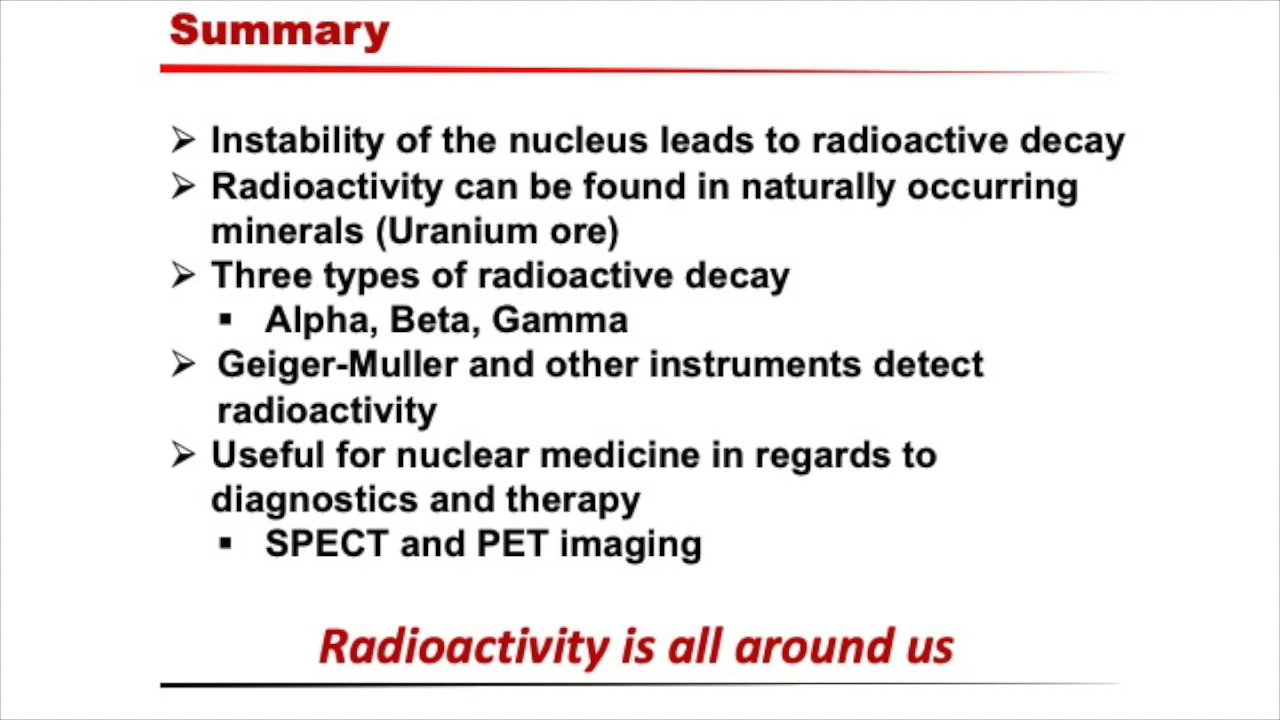 Summary
➢ Instability of the nucleus leads to radioactive decay
➢ Radioactivity can be found in naturally occurring
minerals (Uranium ore)
➢ Three types of radioactive decay
▪ Alpha, Beta, Gamma
➢ Geiger-Muller and other instruments detect
radioactivity
➢ Useful for nuclear medicine in regards to
diagnostics and therapy
▪ SPECT and PET imaging
Radioactivity is all around us